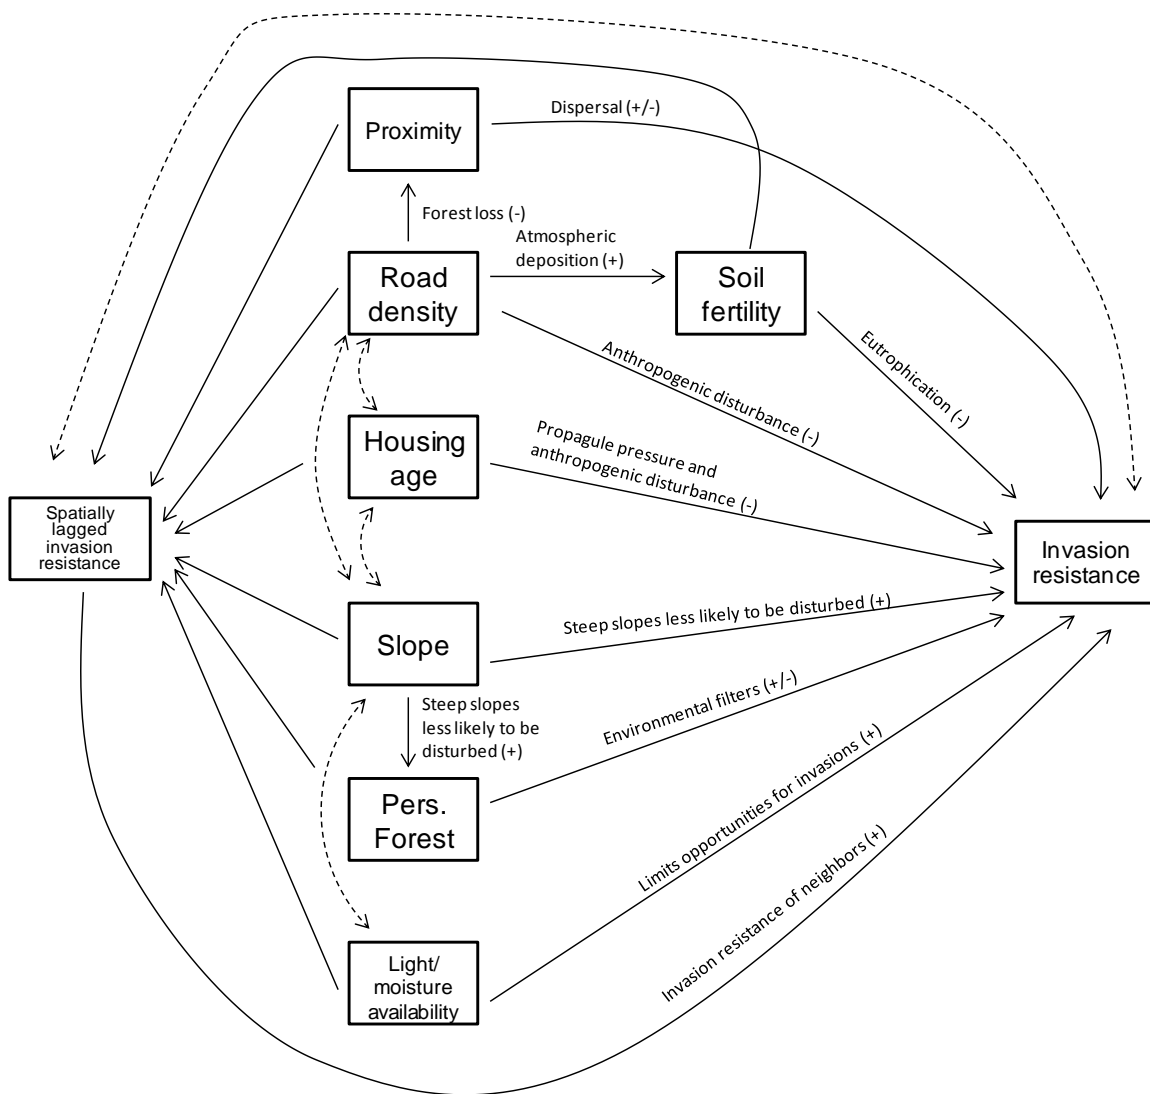 Dispersal (+/-)
Proximity
Forest loss (-)
Atmospheric
deposition (+)
Road
density
Soil
fertility
Anthropogenic disturbance (-)
Eutrophication (-)
Housing
age
Propagule pressure and
anthropogenic disturbance (-)
Spatially
lagged
invasion
resistance
Invasion
resistance
Slope
Steep slopes less likely to be disturbed (+)
Steep slopes
less likely to be
disturbed (+)
Environmental filters (+/-)
Pers.
Forest
Limits opportunities for invasions (+)
Invasion resistance of neighbors (+)
Light/
moisture
availability